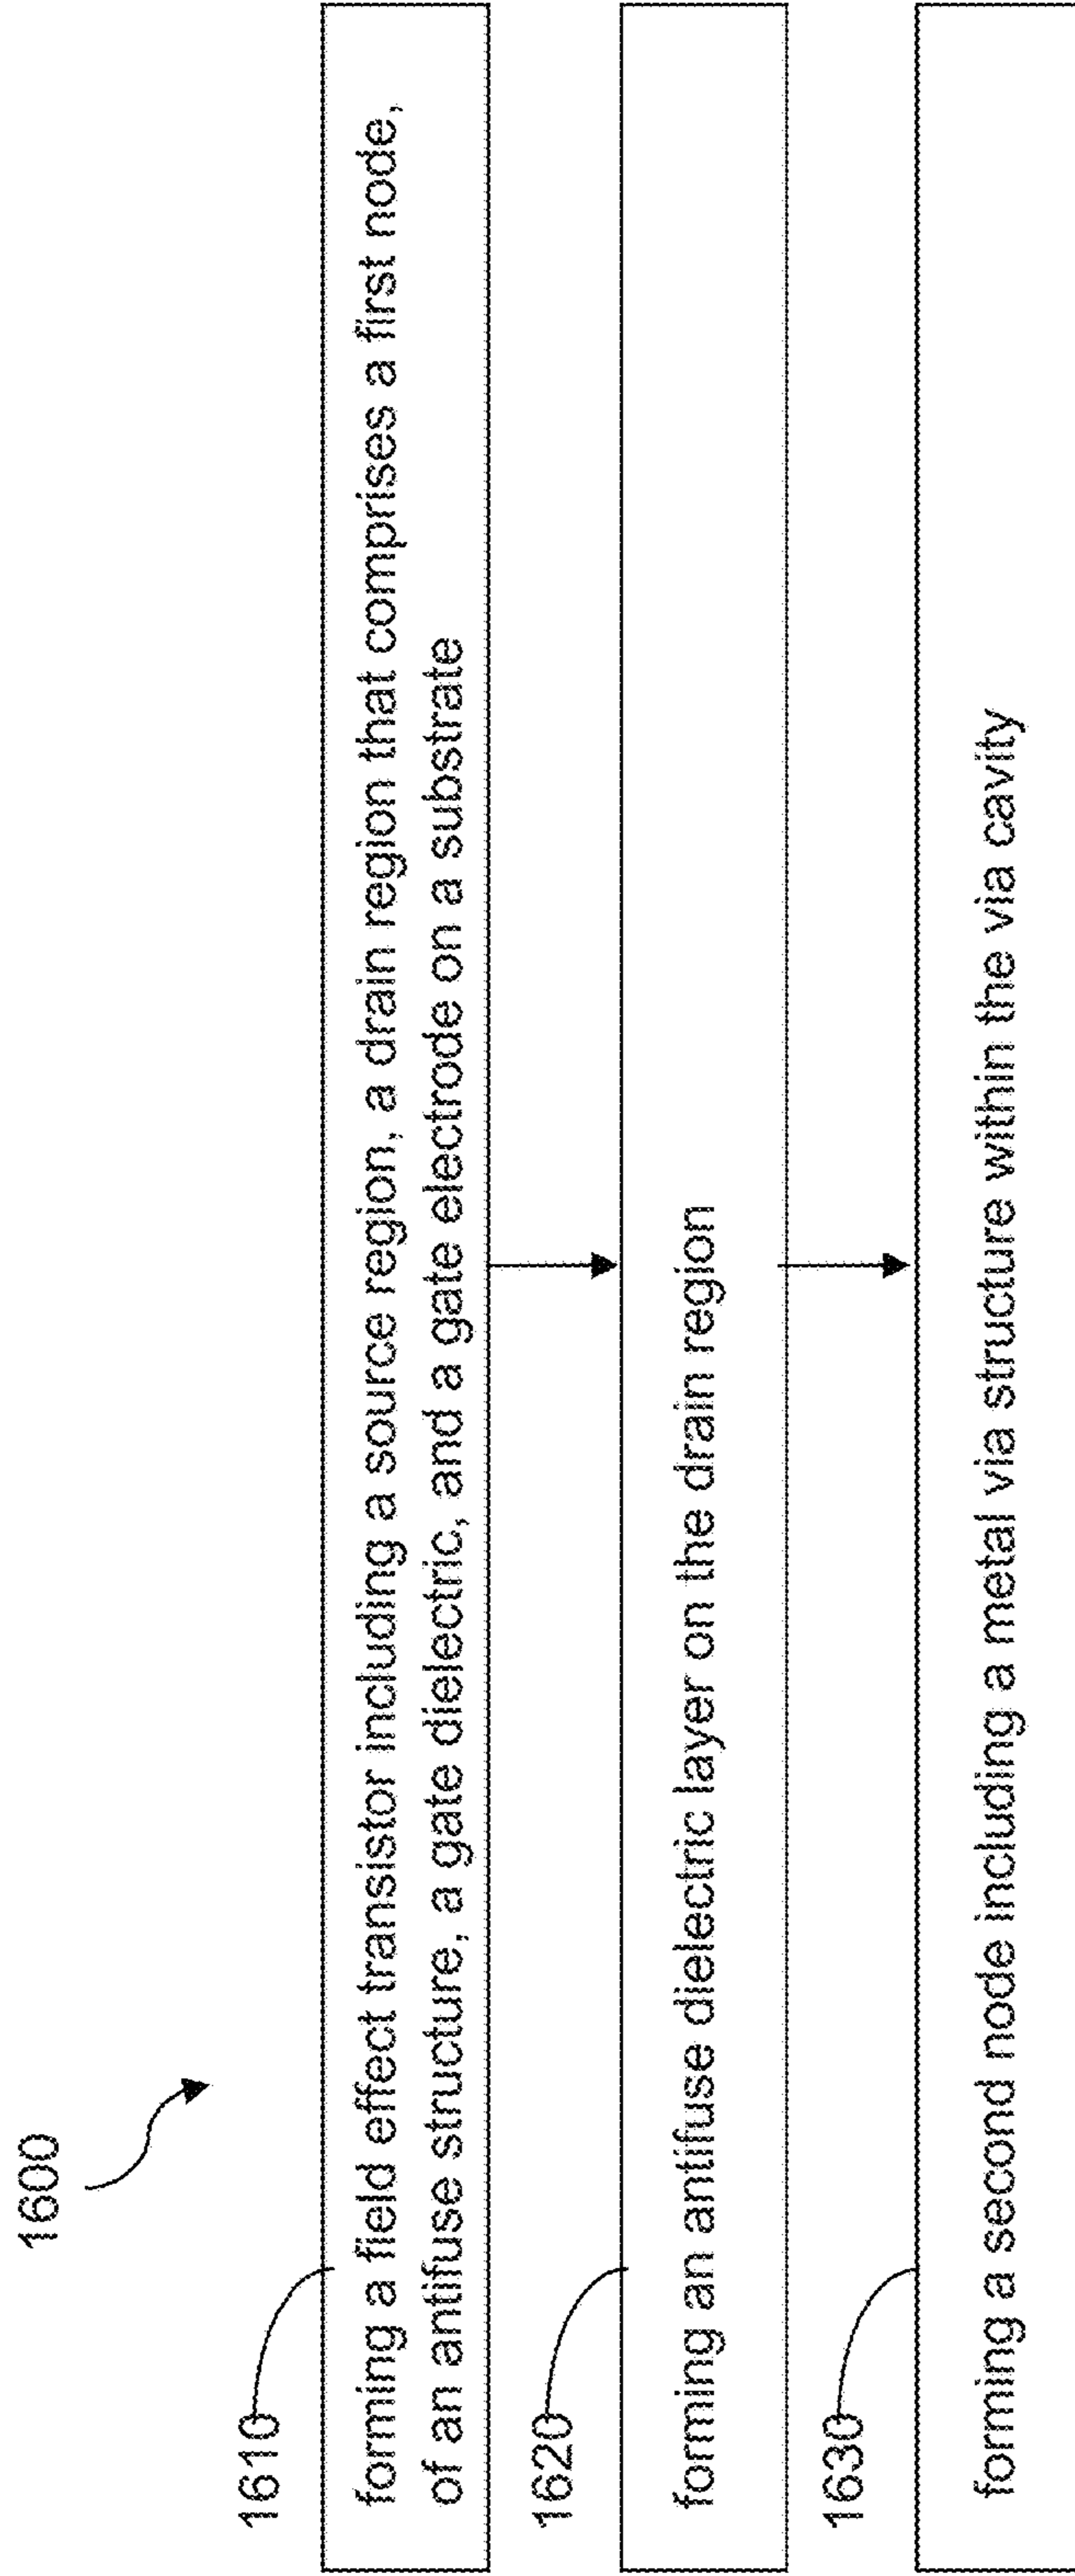 1600
1610
forming a field effect transistor including a source region, a drain region that comprises a first node,
of an antifuse structure, a gate dielectric, and a gate electrode on a substrate
1620
forming an antifuse dielectric layer on the drain region
1630
forming a second node including a metal via structure within the via cavity